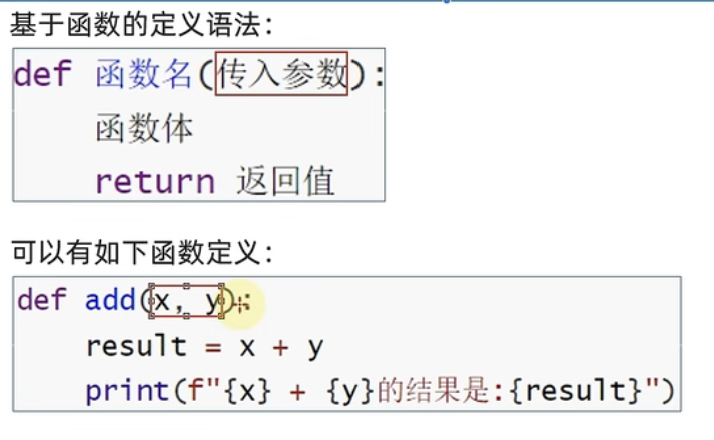 基于函数的定义语法：
def 函数名(传入参数):
函数体
return 返回值
可以有如下函数定义：
def add(x, y):
result = x + y
print(f"{x} + {y}的结果是:{result}")